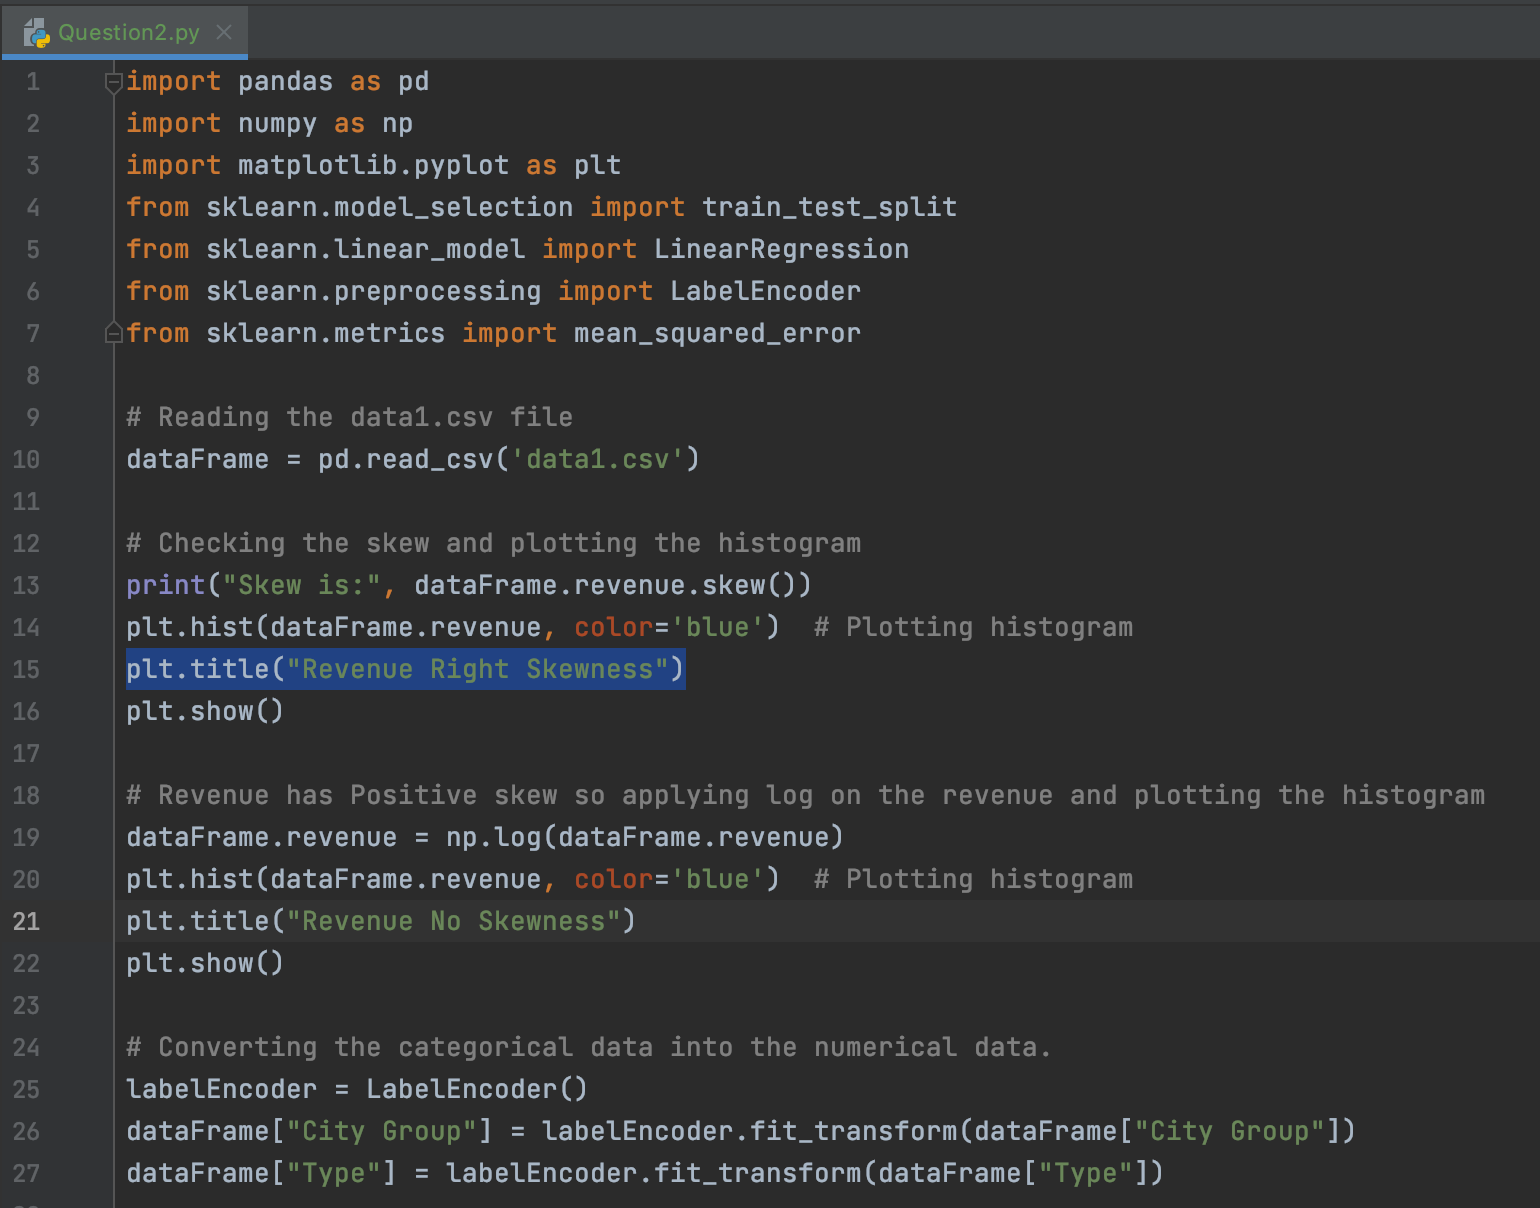 Question2.py
1 import pandas as pd
2 import numpy as np
3 import matplotlib.pyplot as plt
4 from sklearn.model_selection import train_test_split
5 from sklearn.linear_model import LinearRegression
6 from sklearn.preprocessing import LabelEncoder
7 from sklearn.metrics import mean_squared_error
8
9 # Reading the data1.csv file
10 dataFrame = pd.read_csv('data1.csv')
11
12 # Checking the skew and plotting the histogram
13 print("Skew is:", dataFrame.revenue.skew())
14 plt.hist(dataFrame.revenue, color='blue')  # Plotting histogram
15 plt.title("Revenue Right Skewness")
16 plt.show()
17
18 # Revenue has Positive skew so applying log on the revenue and plotting the histogram
19 dataFrame.revenue = np.log(dataFrame.revenue)
20 plt.hist(dataFrame.revenue, color='blue')  # Plotting histogram
21 plt.title("Revenue No Skewness")
22 plt.show()
23
24 # Converting the categorical data into the numerical data.
25 labelEncoder = LabelEncoder()
26 dataFrame["City Group"] = labelEncoder.fit_transform(dataFrame["City Group"])
27 dataFrame["Type"] = labelEncoder.fit_transform(dataFrame["Type"])